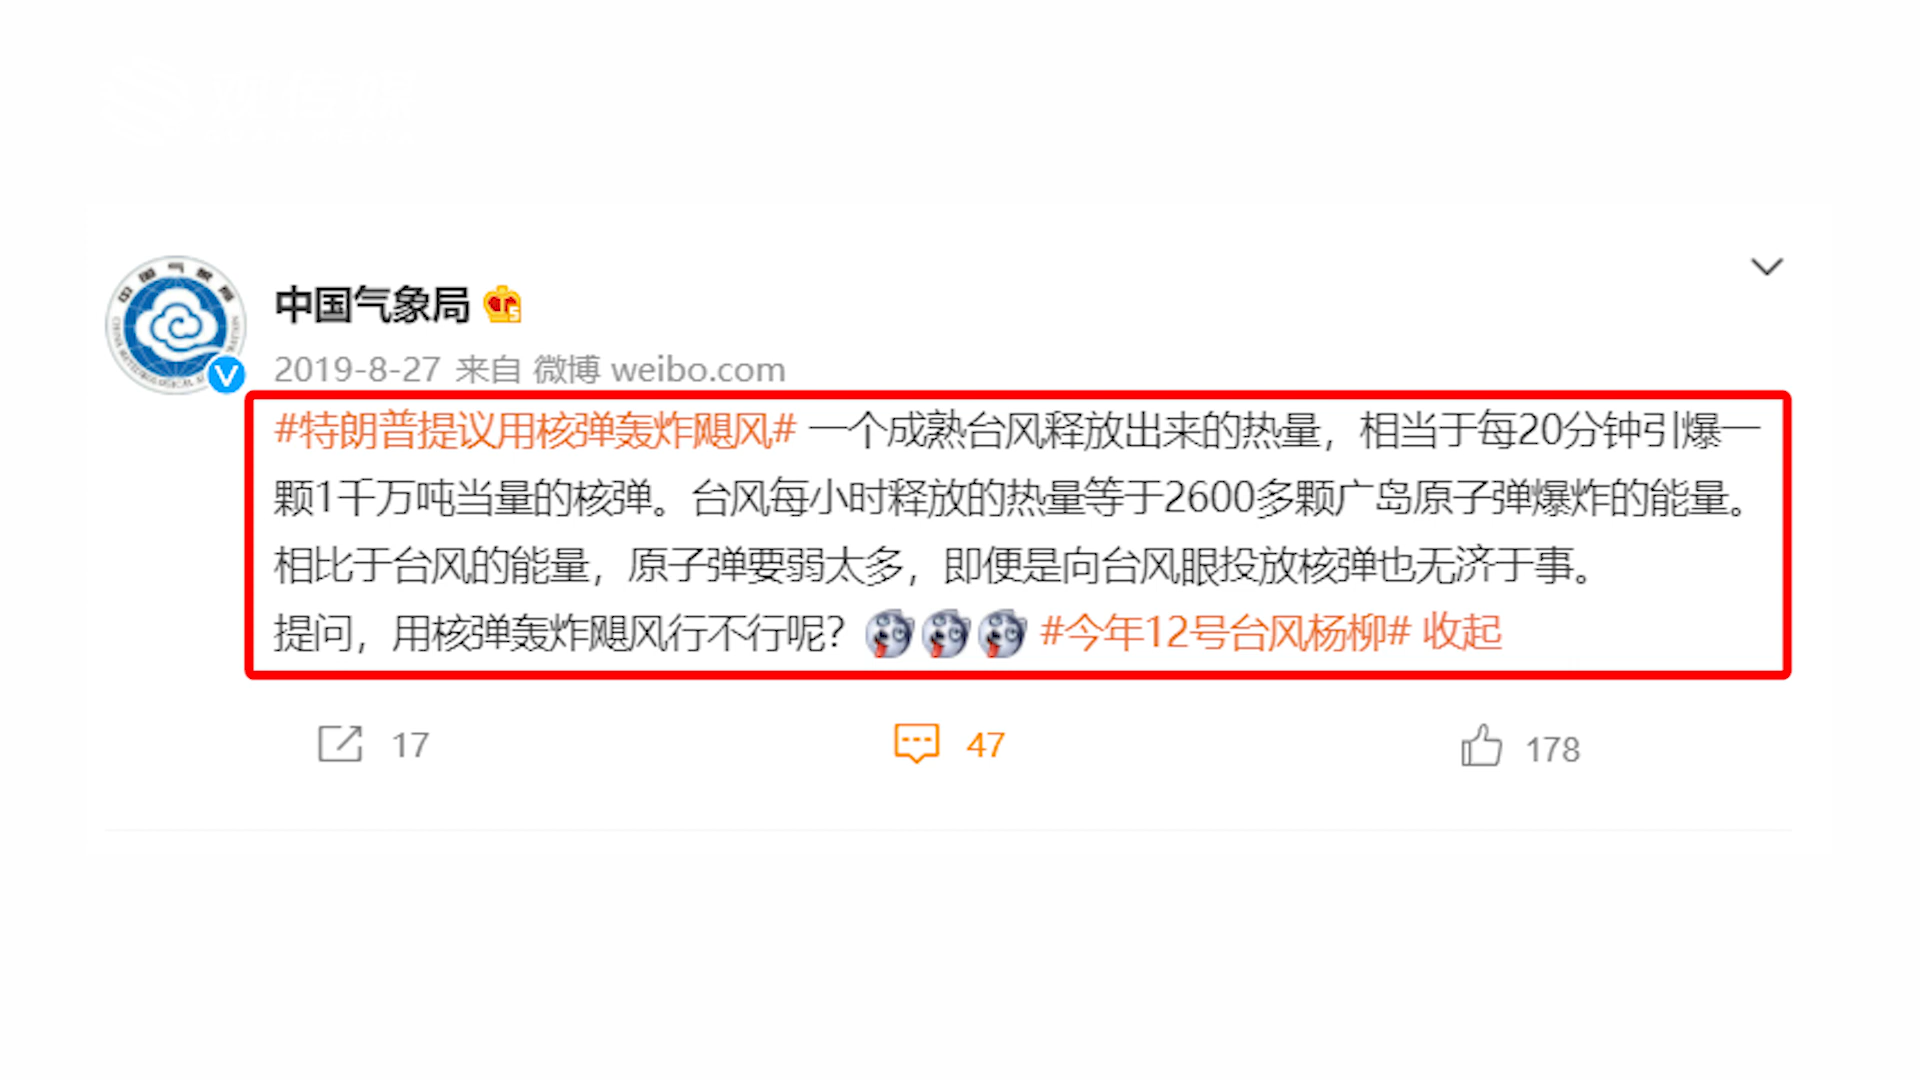 中国气象局
2019-8-27 来自 微博 weibo.com
#特朗普提议用核弹轰炸飓风# 一个成熟台风释放出来的热量，相当于每20分钟引爆一
颗1千万吨当量的核弹。台风每小时释放的热量等于2600多颗广岛原子弹爆炸的能量。
相比于台风的能量，原子弹要弱太多，即便是向台风眼投放核弹也无济于事。
提问，用核弹轰炸飓风行不行呢？ #今年12号台风杨柳# 收起
17
47
178